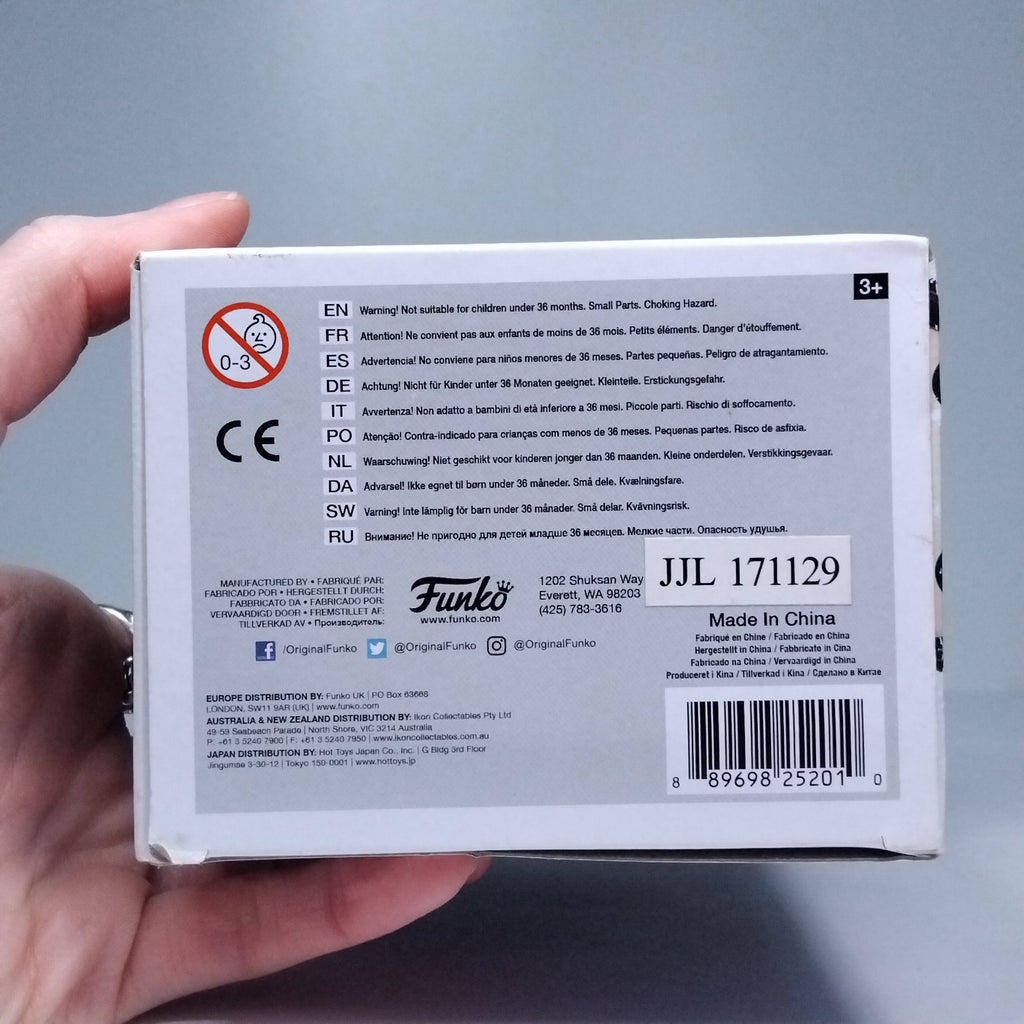 3+
0-3
CE
EN Warning! Not suitable for children under 36 months. Small Parts. Choking Hazard.
FR Attention! Ne convient pas aux enfants de moins de 36 mois. Petits éléments. Danger d'étouffement.
ES Advertencia! No conviene para niños menores de 36 meses. Partes pequeñas. Peligro de atragantamiento.
DE Achtung! Nicht für Kinder unter 36 Monaten geeignet. Kleinteile. Erstickungsgefahr.
IT Avvertenza! Non adatto a bambini di età inferiore a 36 mesi. Piccole parti. Rischio di soffocamento.
PO Atenção! Contra-indicado para crianças com menos de 36 meses. Pequenas partes. Risco de asfixia.
NL Waarschuwing! Niet geschikt voor kinderen jonger dan 36 maanden. Kleine onderdelen. Verstikkingsgevaar.
DA Advarsel! Ikke egnet til børn under 36 måneder. Små dele. Kvælningsfare.
SW Varning! Inte lämplig för barn under 36 månader. Små delar. Kvävningsrisk.
RU Внимание! Не пригодно для детей младше 36 месяцев. Мелкие части. Опасность удушья.
MANUFACTURED BY • FABRIQUÉ PAR:
FABRICADO POR • HERGESTELLT DURCH:
FABBRICATO DA • FABRICADO POR:
VERVAARDIGD DOOR • FREMSTILLET AF:
TILLVERKAD AV • Производитель:
Funko
www.funko.com
1202 Shuksan Way
Everett, WA 98203
(425) 783-3616
JJL 171129
/OriginalFunko @OriginalFunko @OriginalFunko
Made In China
Fabriqué en Chine / Fabricado en China
Hergestellt in China / Fabbricato in Cina
Fabricado na China / Vervaardigd in China
Produceret i Kina / Tillverkad i Kina / Сделано в Китае
EUROPE DISTRIBUTION BY: Funko UK | PO Box 63668
LONDON, SW11 9AR (UK) | www.funko.com
AUSTRALIA & NEW ZEALAND DISTRIBUTION BY: Ikon Collectables Pty Ltd
49-59 Seabeach Parade | North Shore, VIC 3214 Australia
P: +61 3 5240 7900 | F: +61 3 5240 7950 | www.ikoncollectables.com.au
JAPAN DISTRIBUTION BY: Hot Toys Japan Co., Inc. | G Bldg 3rd Floor
Jingumae 3-30-12 | Tokyo 150-0001 | www.hottoys.jp
8 89698 25201 0